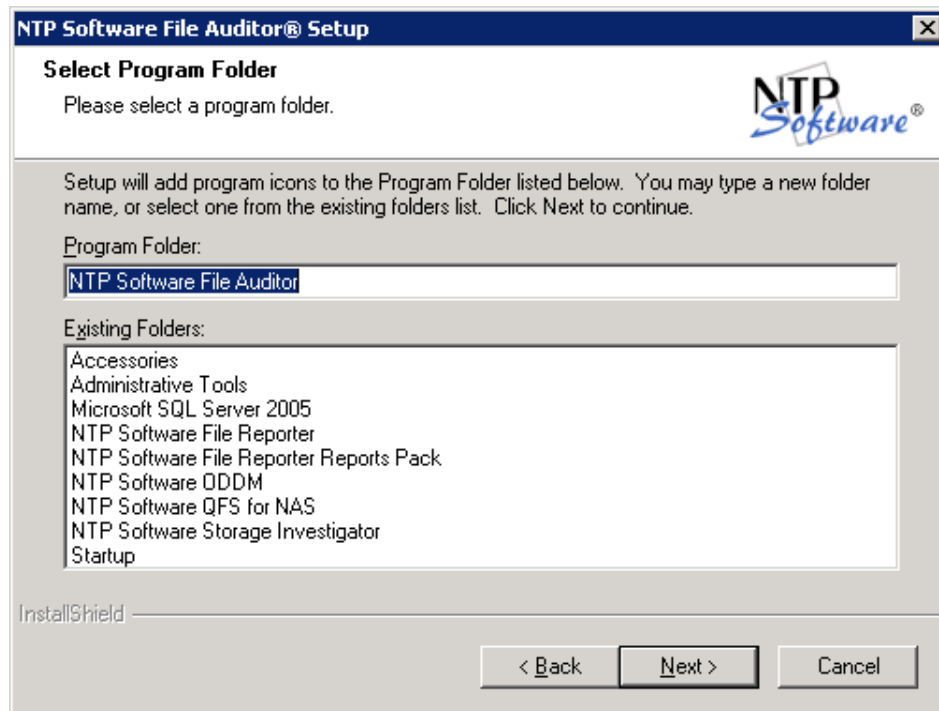 NTP Software File Auditor® Setup
Select Program Folder
Please select a program folder.
NTP
Software®
Setup will add program icons to the Program Folder listed below. You may type a new folder
name, or select one from the existing folders list. Click Next to continue.
Program Folder:
NTP Software File Auditor
Existing Folders:
Accessories
Administrative Tools
Microsoft SQL Server 2005
NTP Software File Reporter
NTP Software File Reporter Reports Pack
NTP Software ODDM
NTP Software QFS for NAS
NTP Software Storage Investigator
Startup
InstallShield
< Back Next > Cancel